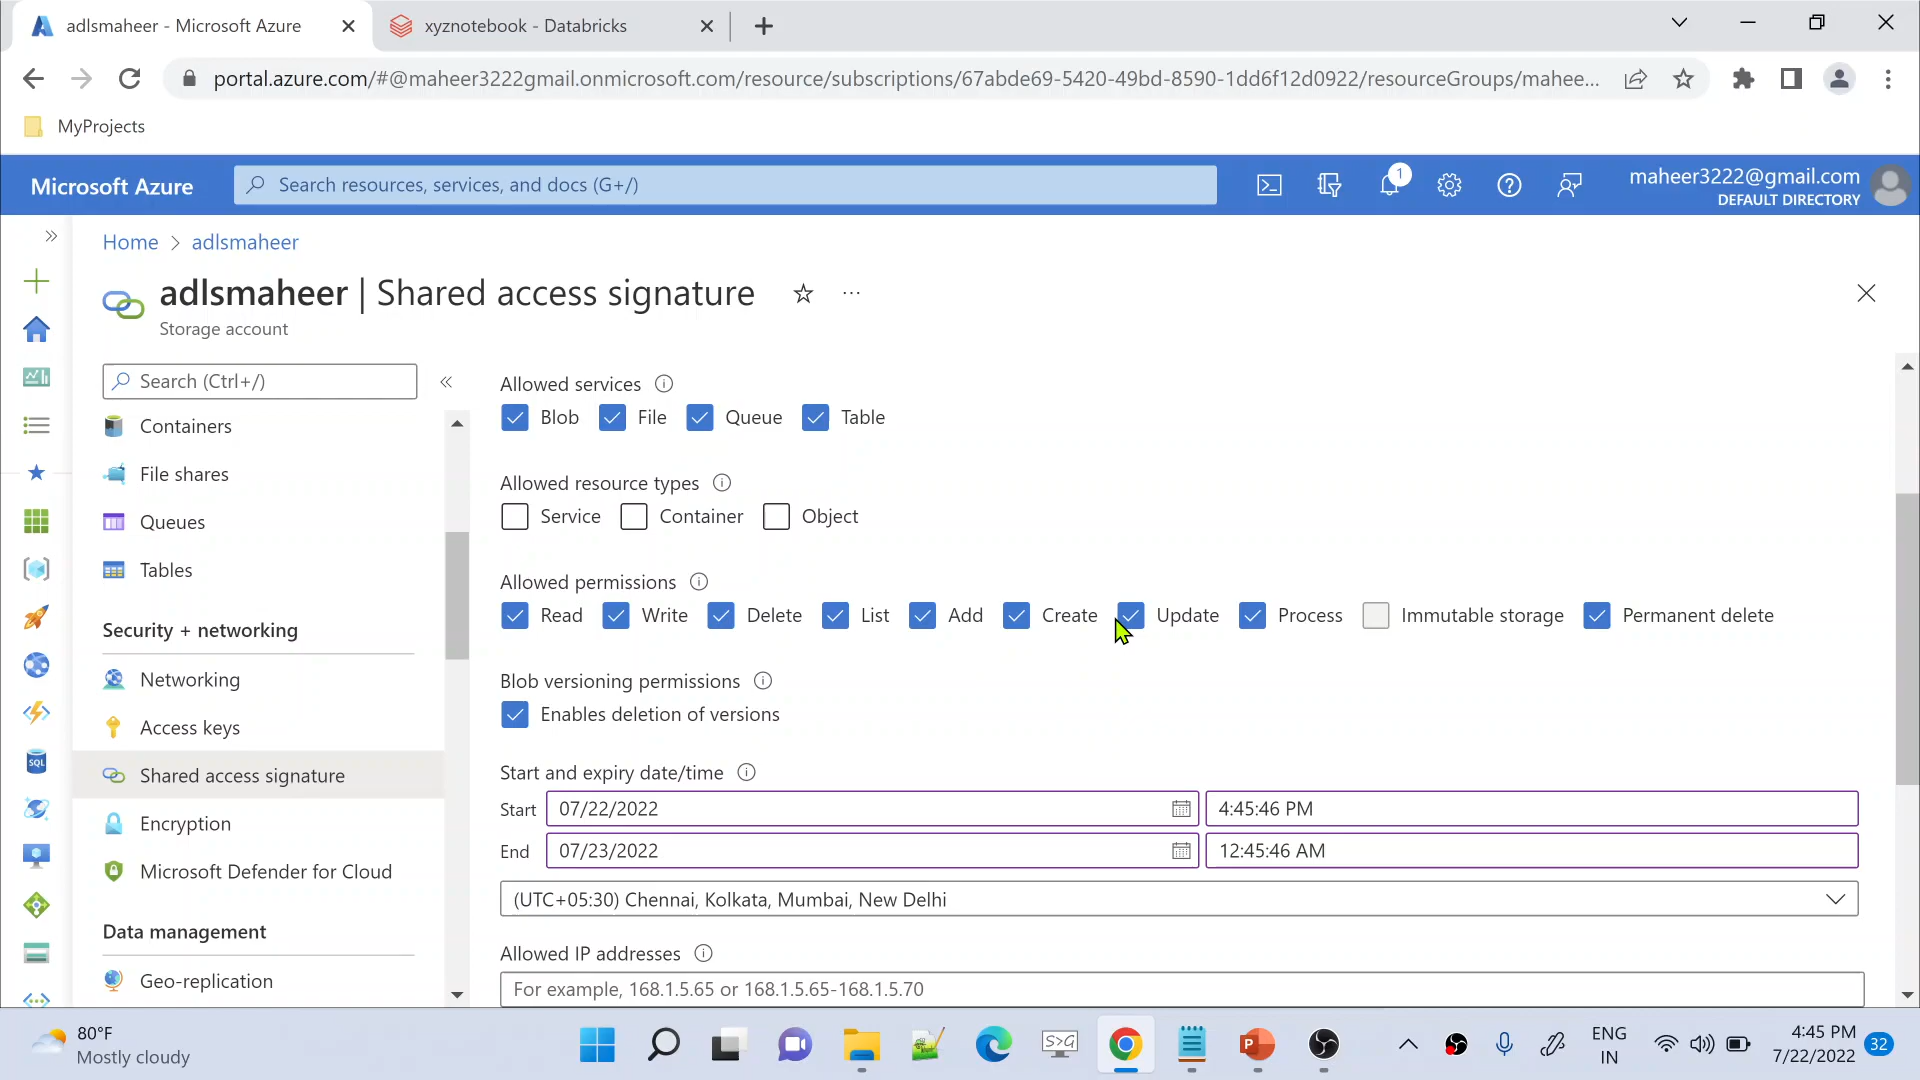 adlsmaheer - Microsoft Azure
xyznotebook - Databricks
portal.azure.com/#@maheer3222gmail.onmicrosoft.com/resource/subscriptions/67abde69-5420-49bd-8590-1dd6f12d0922/resourceGroups/mahee...
MyProjects
Microsoft Azure
Search resources, services, and docs (G+/)
1
maheer3222@gmail.com
DEFAULT DIRECTORY
Home > adlsmaheer
adlsmaheer | Shared access signature
Storage account
Search (Ctrl+/)
Containers
File shares
Queues
Tables
Security + networking
Networking
Access keys
Shared access signature
Encryption
Microsoft Defender for Cloud
Data management
Geo-replication
SQL
Allowed services
Blob File Queue Table
Allowed resource types
Service Container Object
Allowed permissions
Read Write Delete List Add Create Update Process Immutable storage Permanent delete
Blob versioning permissions
Enables deletion of versions
Start and expiry date/time
Start 07/22/2022 4:45:46 PM
End 07/23/2022 12:45:46 AM
(UTC+05:30) Chennai, Kolkata, Mumbai, New Delhi
Allowed IP addresses
For example, 168.1.5.65 or 168.1.5.65-168.1.5.70
80°F
Mostly cloudy
S>G
P
ENG
IN
4:45 PM
7/22/2022
32